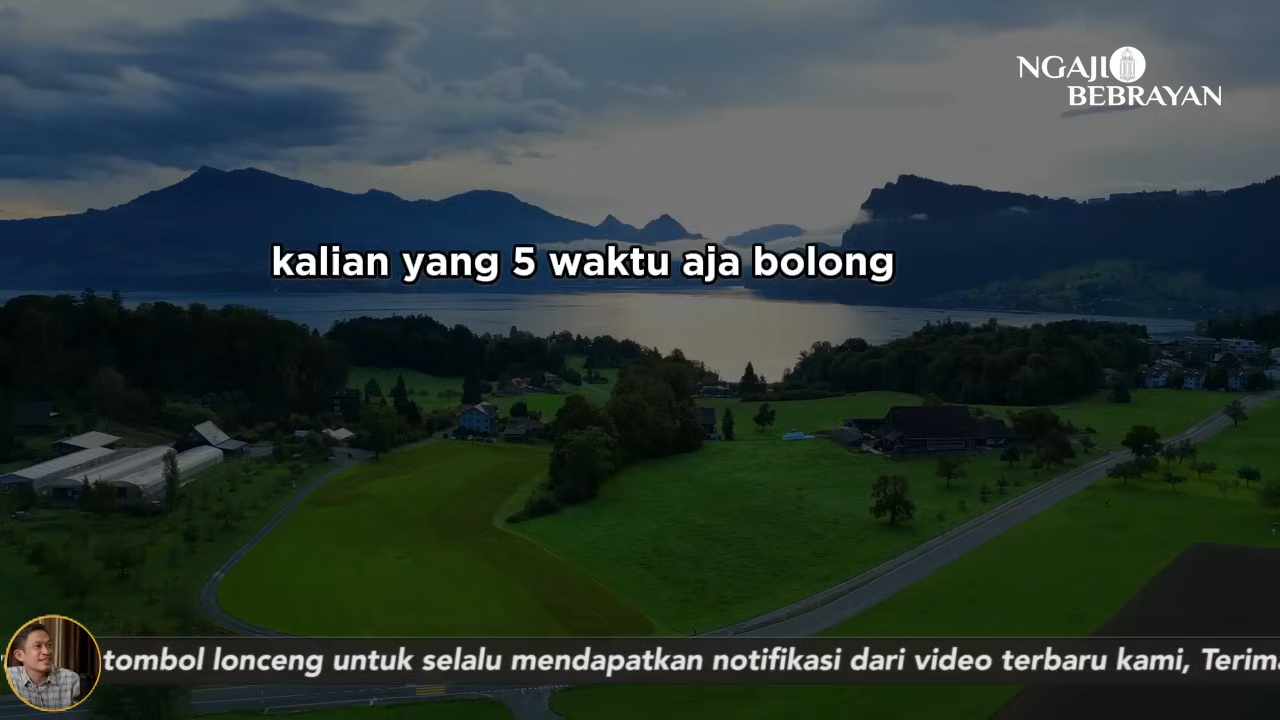 NGAJI
BEBRAYAN
kalian yang 5 waktu aja bolong
tombol lonceng untuk selalu mendapatkan notifikasi dari video terbaru kami,